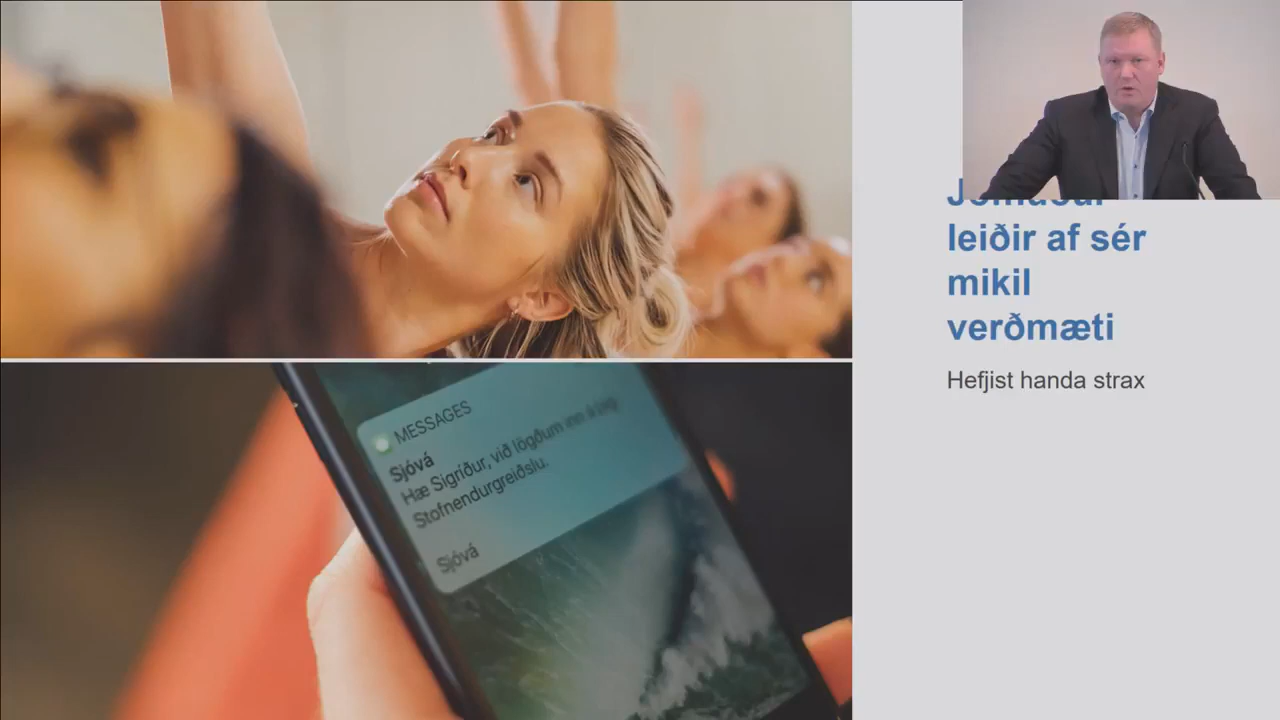 leiðir af sér
mikil
verðmæti
Hefjist handa strax
MESSAGES
Sjóvá
Hæ Sigríður, við lögðum inn á þig
Stofnendurgreiðslu.
Sjóvá